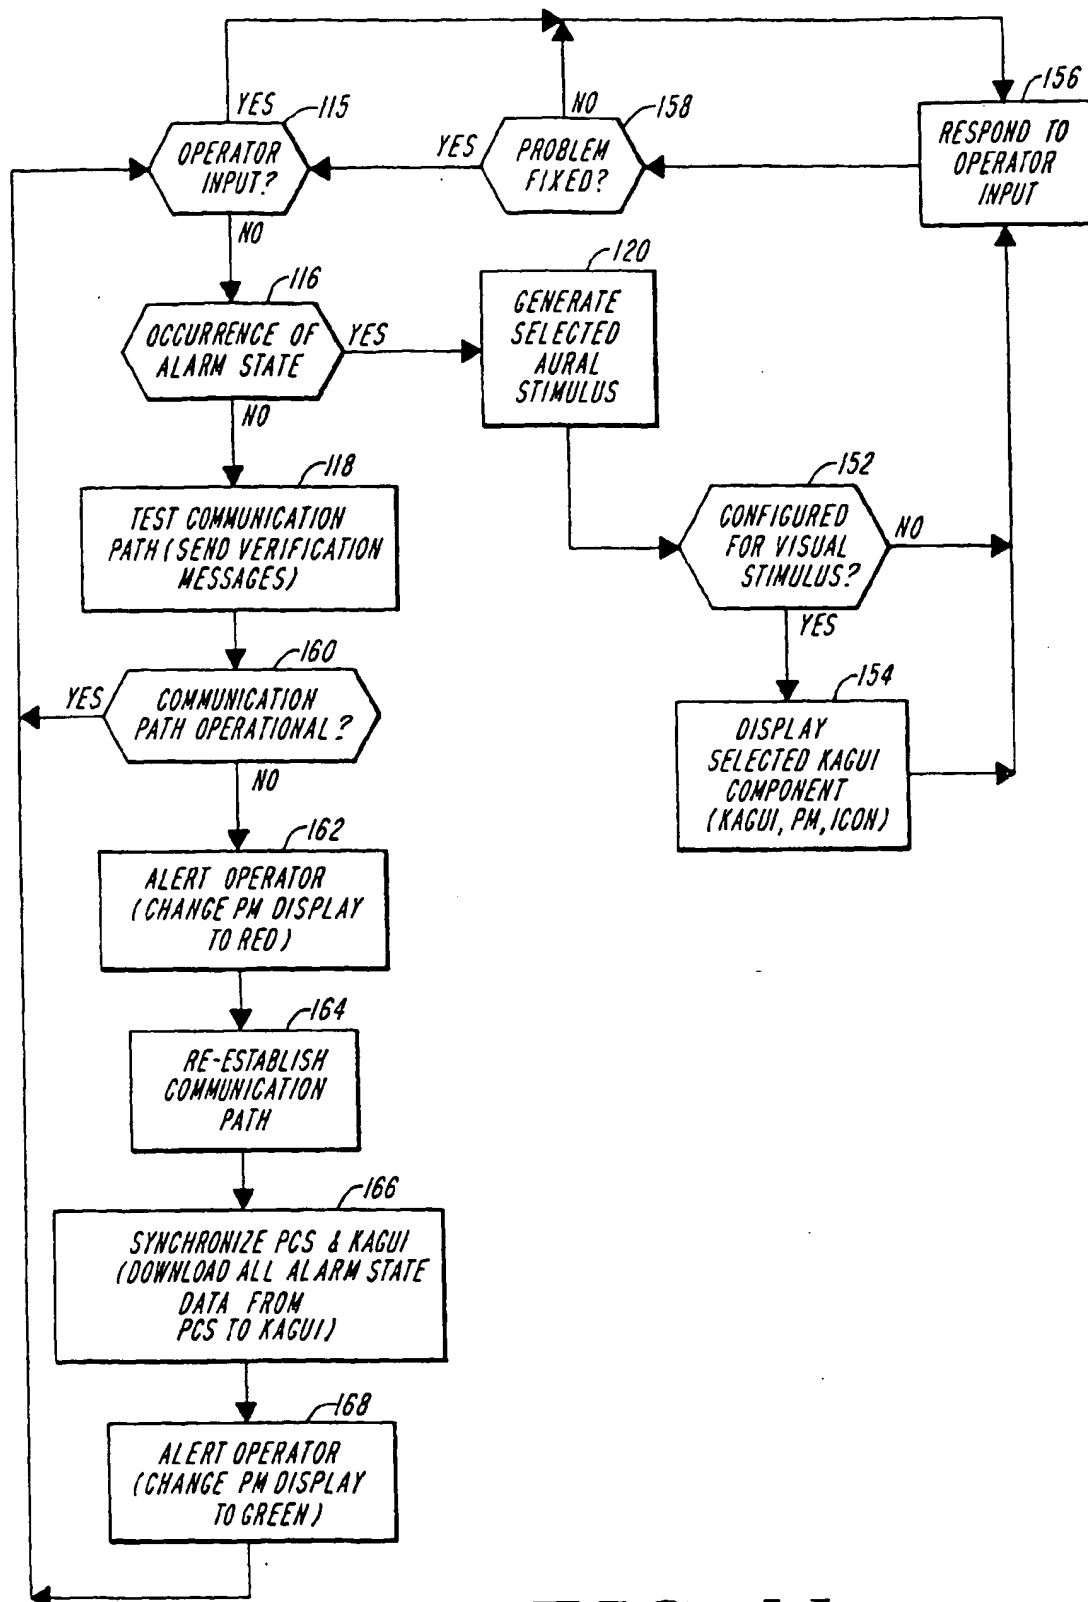 YES
115
OPERATOR
INPUT?
NO
YES
NO
158
PROBLEM
FIXED?
156
RESPOND TO
OPERATOR
INPUT
116
OCCURRENCE OF
ALARM STATE
YES
NO
120
GENERATE
SELECTED
AURAL
STIMULUS
118
TEST COMMUNICATION
PATH (SEND VERIFICATION
MESSAGES)
152
CONFIGURED
FOR VISUAL
STIMULUS?
NO
YES
160
YES
COMMUNICATION
PATH OPERATIONAL?
NO
154
DISPLAY
SELECTED KAGUI
COMPONENT
(KAGUI, PM, ICON)
162
ALERT OPERATOR
(CHANGE PM DISPLAY
TO RED)
164
RE-ESTABLISH
COMMUNICATION
PATH
166
SYNCHRONIZE PCS & KAGUI
(DOWNLOAD ALL ALARM STATE
DATA FROM
PCS TO KAGUI)
168
ALERT OPERATOR
(CHANGE PM DISPLAY
TO GREEN)